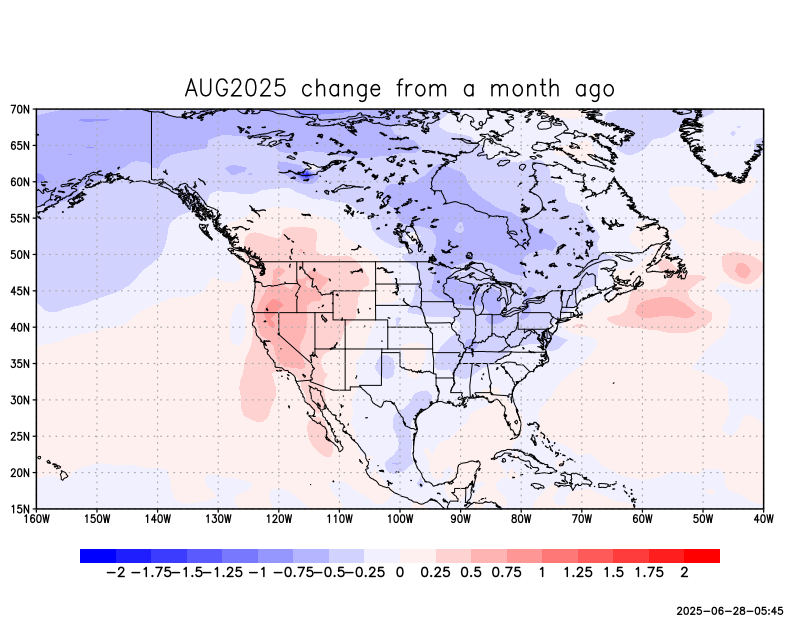 AUG2025 change from a month ago
70N
65N
60N
55N
50N
45N
40N
35N
30N
25N
20N
15N
160W 150W 140W 130W 120W 110W 100W 90W 80W 70W 60W 50W 40W
−2 −1.75−1.5−1.25 −1 −0.75−0.5−0.25 0 0.25 0.5 0.75 1 1.25 1.5 1.75 2
2025-06-28-05:45